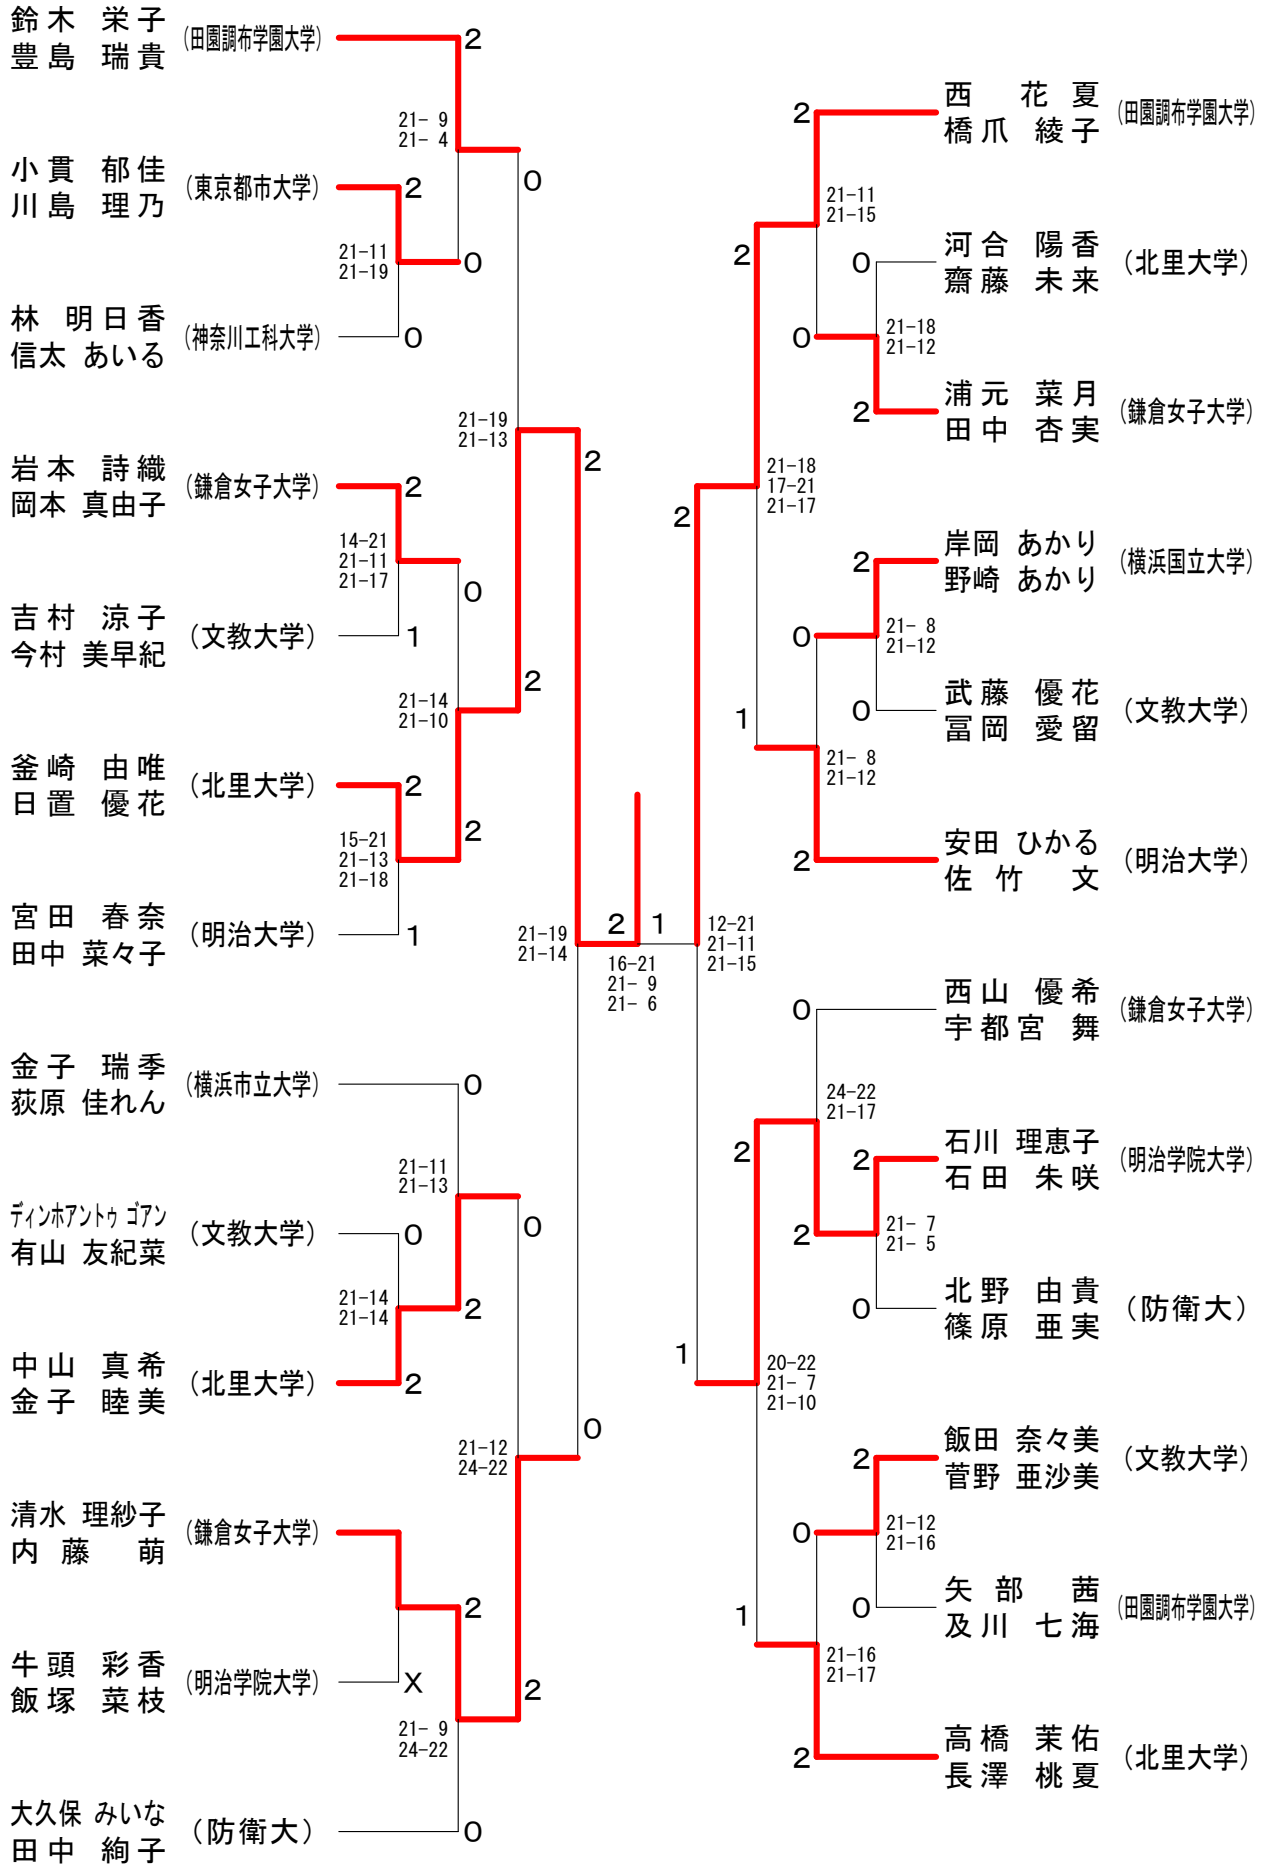 鈴木 栄子
豊島 瑞貴
(田園調布学園大学)
2
21- 9
21- 4
0
小貫 郁佳
川島 理乃
(東京都市大学)
2
21-11
21-19
0
林 明日香
信太 あいる
(神奈川工科大学)
0
21-19
21-13
2
岩本 詩織
岡本 真由子
(鎌倉女子大学)
2
14-21
21-11
21-17
0
吉村 涼子
今村 美早紀
(文教大学)
1
21-14
21-10
2
釜崎 由唯
日置 優花
(北里大学)
2
15-21
21-13
21-18
2
宮田 春奈
田中 菜々子
(明治大学)
1
21-19
21-14
2
1
16-21
21- 9
21- 6
金子 瑞季
荻原 佳れん
(横浜市立大学)
0
21-11
21-13
0
ディンホアントゥ ゴアン
有山 友紀菜
(文教大学)
0
21-14
21-14
2
中山 真希
金子 睦美
(北里大学)
2
21-12
24-22
0
清水 理紗子
内藤 萌
(鎌倉女子大学)
2
牛頭 彩香
飯塚 菜枝
(明治学院大学)
X
2
21- 9
24-22
大久保 みいな
田中 絢子
(防衛大)
0
2
西 花夏
橋爪 綾子
(田園調布学園大学)
21-11
21-15
2
0
河合 陽香
齋藤 未来
(北里大学)
0
21-18
21-12
2
浦元 菜月
田中 杏実
(鎌倉女子大学)
21-18
17-21
21-17
2
2
岸岡 あかり
野崎 あかり
(横浜国立大学)
0
21- 8
21-12
0
武藤 優花
冨岡 愛留
(文教大学)
1
21- 8
21-12
2
安田 ひかる
佐竹 文
(明治大学)
12-21
21-11
21-15
0
西山 優希
宇都宮 舞
(鎌倉女子大学)
24-22
21-17
2
2
石川 理恵子
石田 朱咲
(明治学院大学)
2
21- 7
21- 5
0
北野 由貴
篠原 亜実
(防衛大)
1
20-22
21- 7
21-10
2
飯田 奈々美
菅野 亜沙美
(文教大学)
0
21-12
21-16
0
矢部 茜
及川 七海
(田園調布学園大学)
1
21-16
21-17
2
高橋 茉佑
長澤 桃夏
(北里大学)